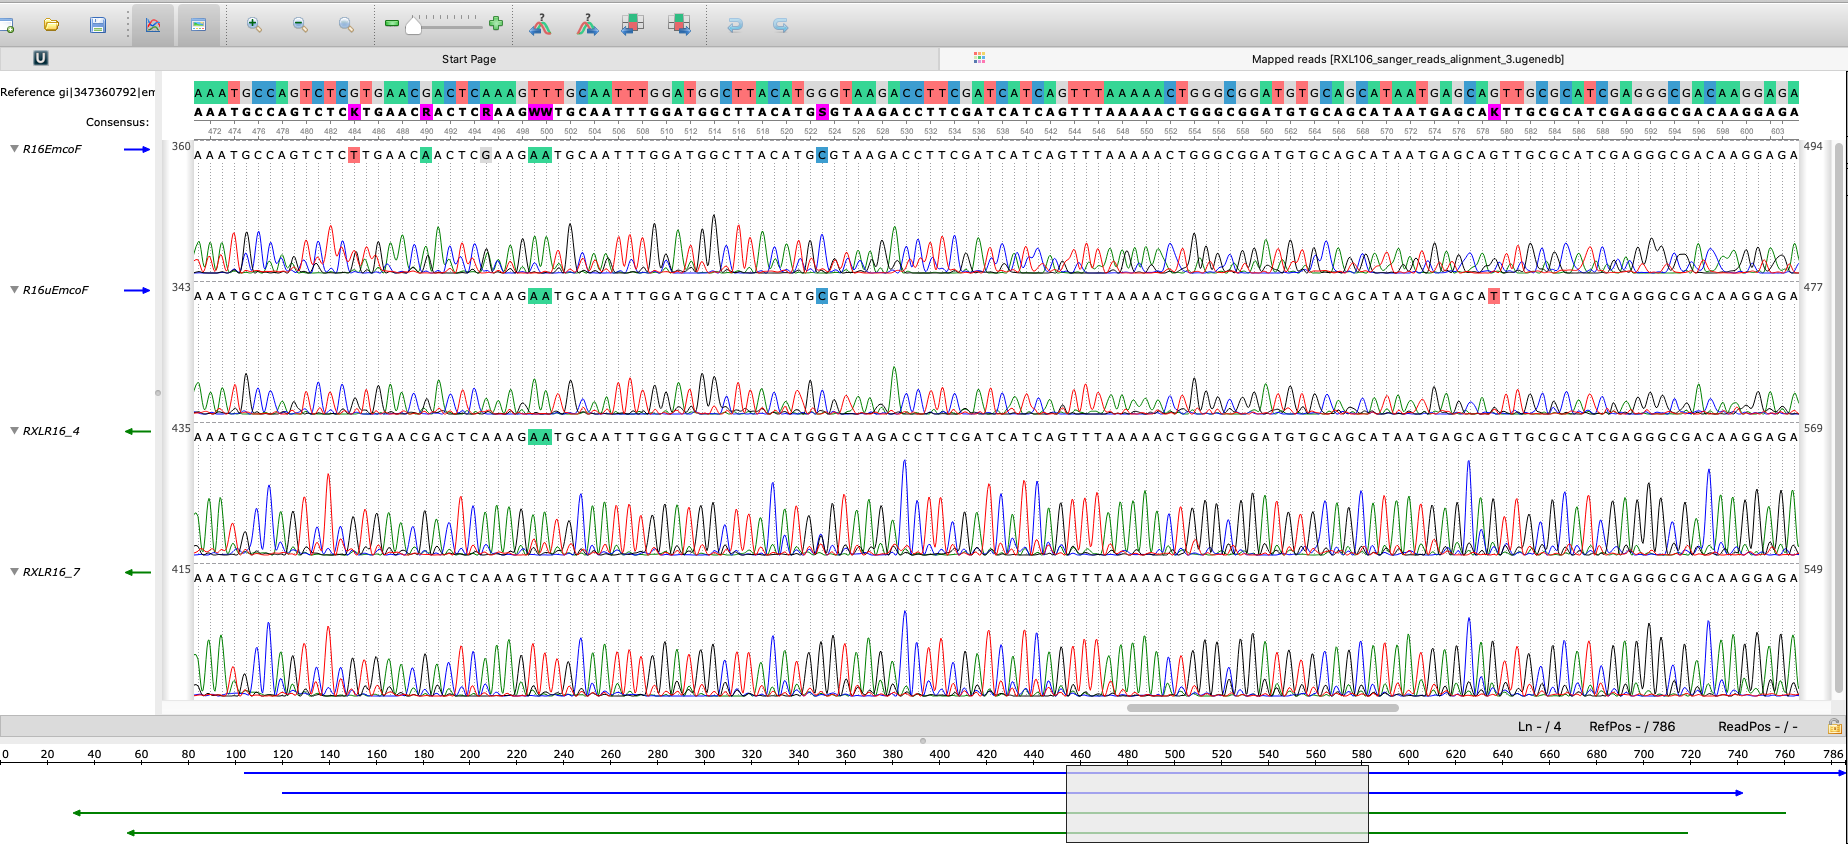 U Start Page Mapped reads [RXL106_sanger_reads_alignment_3.ugenedb]
Reference gi|347360792|em AAATGCCAGTCTCGTGAACGACTCAAAGTTTGCAATTTGGATGGCTTACATGGGTAAGACCTTCGATCATCAGTTTAAAAACTGGGCGGATGTGCAGCATAATGAGCAGTTGCGCATCGAGGGCGACAAGGAGA
Consensus: AAATGCCAGTCTCKTGAACRACTCRAAGWWTGCAATTTGGATGGCTTACATGSGTAAGACCTTCGATCATCAGTTTAAAAACTGGGCGGATGTGCAGCATAATGAGCAKTTGCGCATCGAGGGCGACAAGGAGA
472 474 476 478 480 482 484 486 488 490 492 494 496 498 500 502 504 506 508 510 512 514 516 518 520 522 524 526 528 530 532 534 536 538 540 542 544 546 548 550 552 554 556 558 560 562 564 566 568 570 572 574 576 578 580 582 584 586 588 590 592 594 596 598 600 603
R16EmcoF 360 AAATGCCAGTCTCTTGAACAACTCGAAGAATGCAATTTGGATGGCTTACATGCGTAAGACCTTCGATCATCAGTTTAAAAACTGGGCGGATGTGCAGCATAATGAGCAGTTGCGCATCGAGGGCGACAAGGAGA 494
R16uEmcoF 343 AAATGCCAGTCTCGTGAACGACTCAAAGAATGCAATTTGGATGGCTTACATGCGTAAGACCTTCGATCATCAGTTTAAAAACTGGGCGGATGTGCAGCATAATGAGCATTTGCGCATCGAGGGCGACAAGGAGA 477
RXLR16_4 435 AAATGCCAGTCTCGTGAACGACTCAAAGAATGCAATTTGGATGGCTTACATGGGTAAGACCTTCGATCATCAGTTTAAAAACTGGGCGGATGTGCAGCATAATGAGCAGTTGCGCATCGAGGGCGACAAGGAGA 569
RXLR16_7 415 AAATGCCAGTCTCGTGAACGACTCAAAGTTTGCAATTTGGATGGCTTACATGGGTAAGACCTTCGATCATCAGTTTAAAAACTGGGCGGATGTGCAGCATAATGAGCAGTTGCGCATCGAGGGCGACAAGGAGA 549
Ln - / 4 RefPos - / 786 ReadPos - / -
0 20 40 60 80 100 120 140 160 180 200 220 240 260 280 300 320 340 360 380 400 420 440 460 480 500 520 540 560 580 600 620 640 660 680 700 720 740 760 786